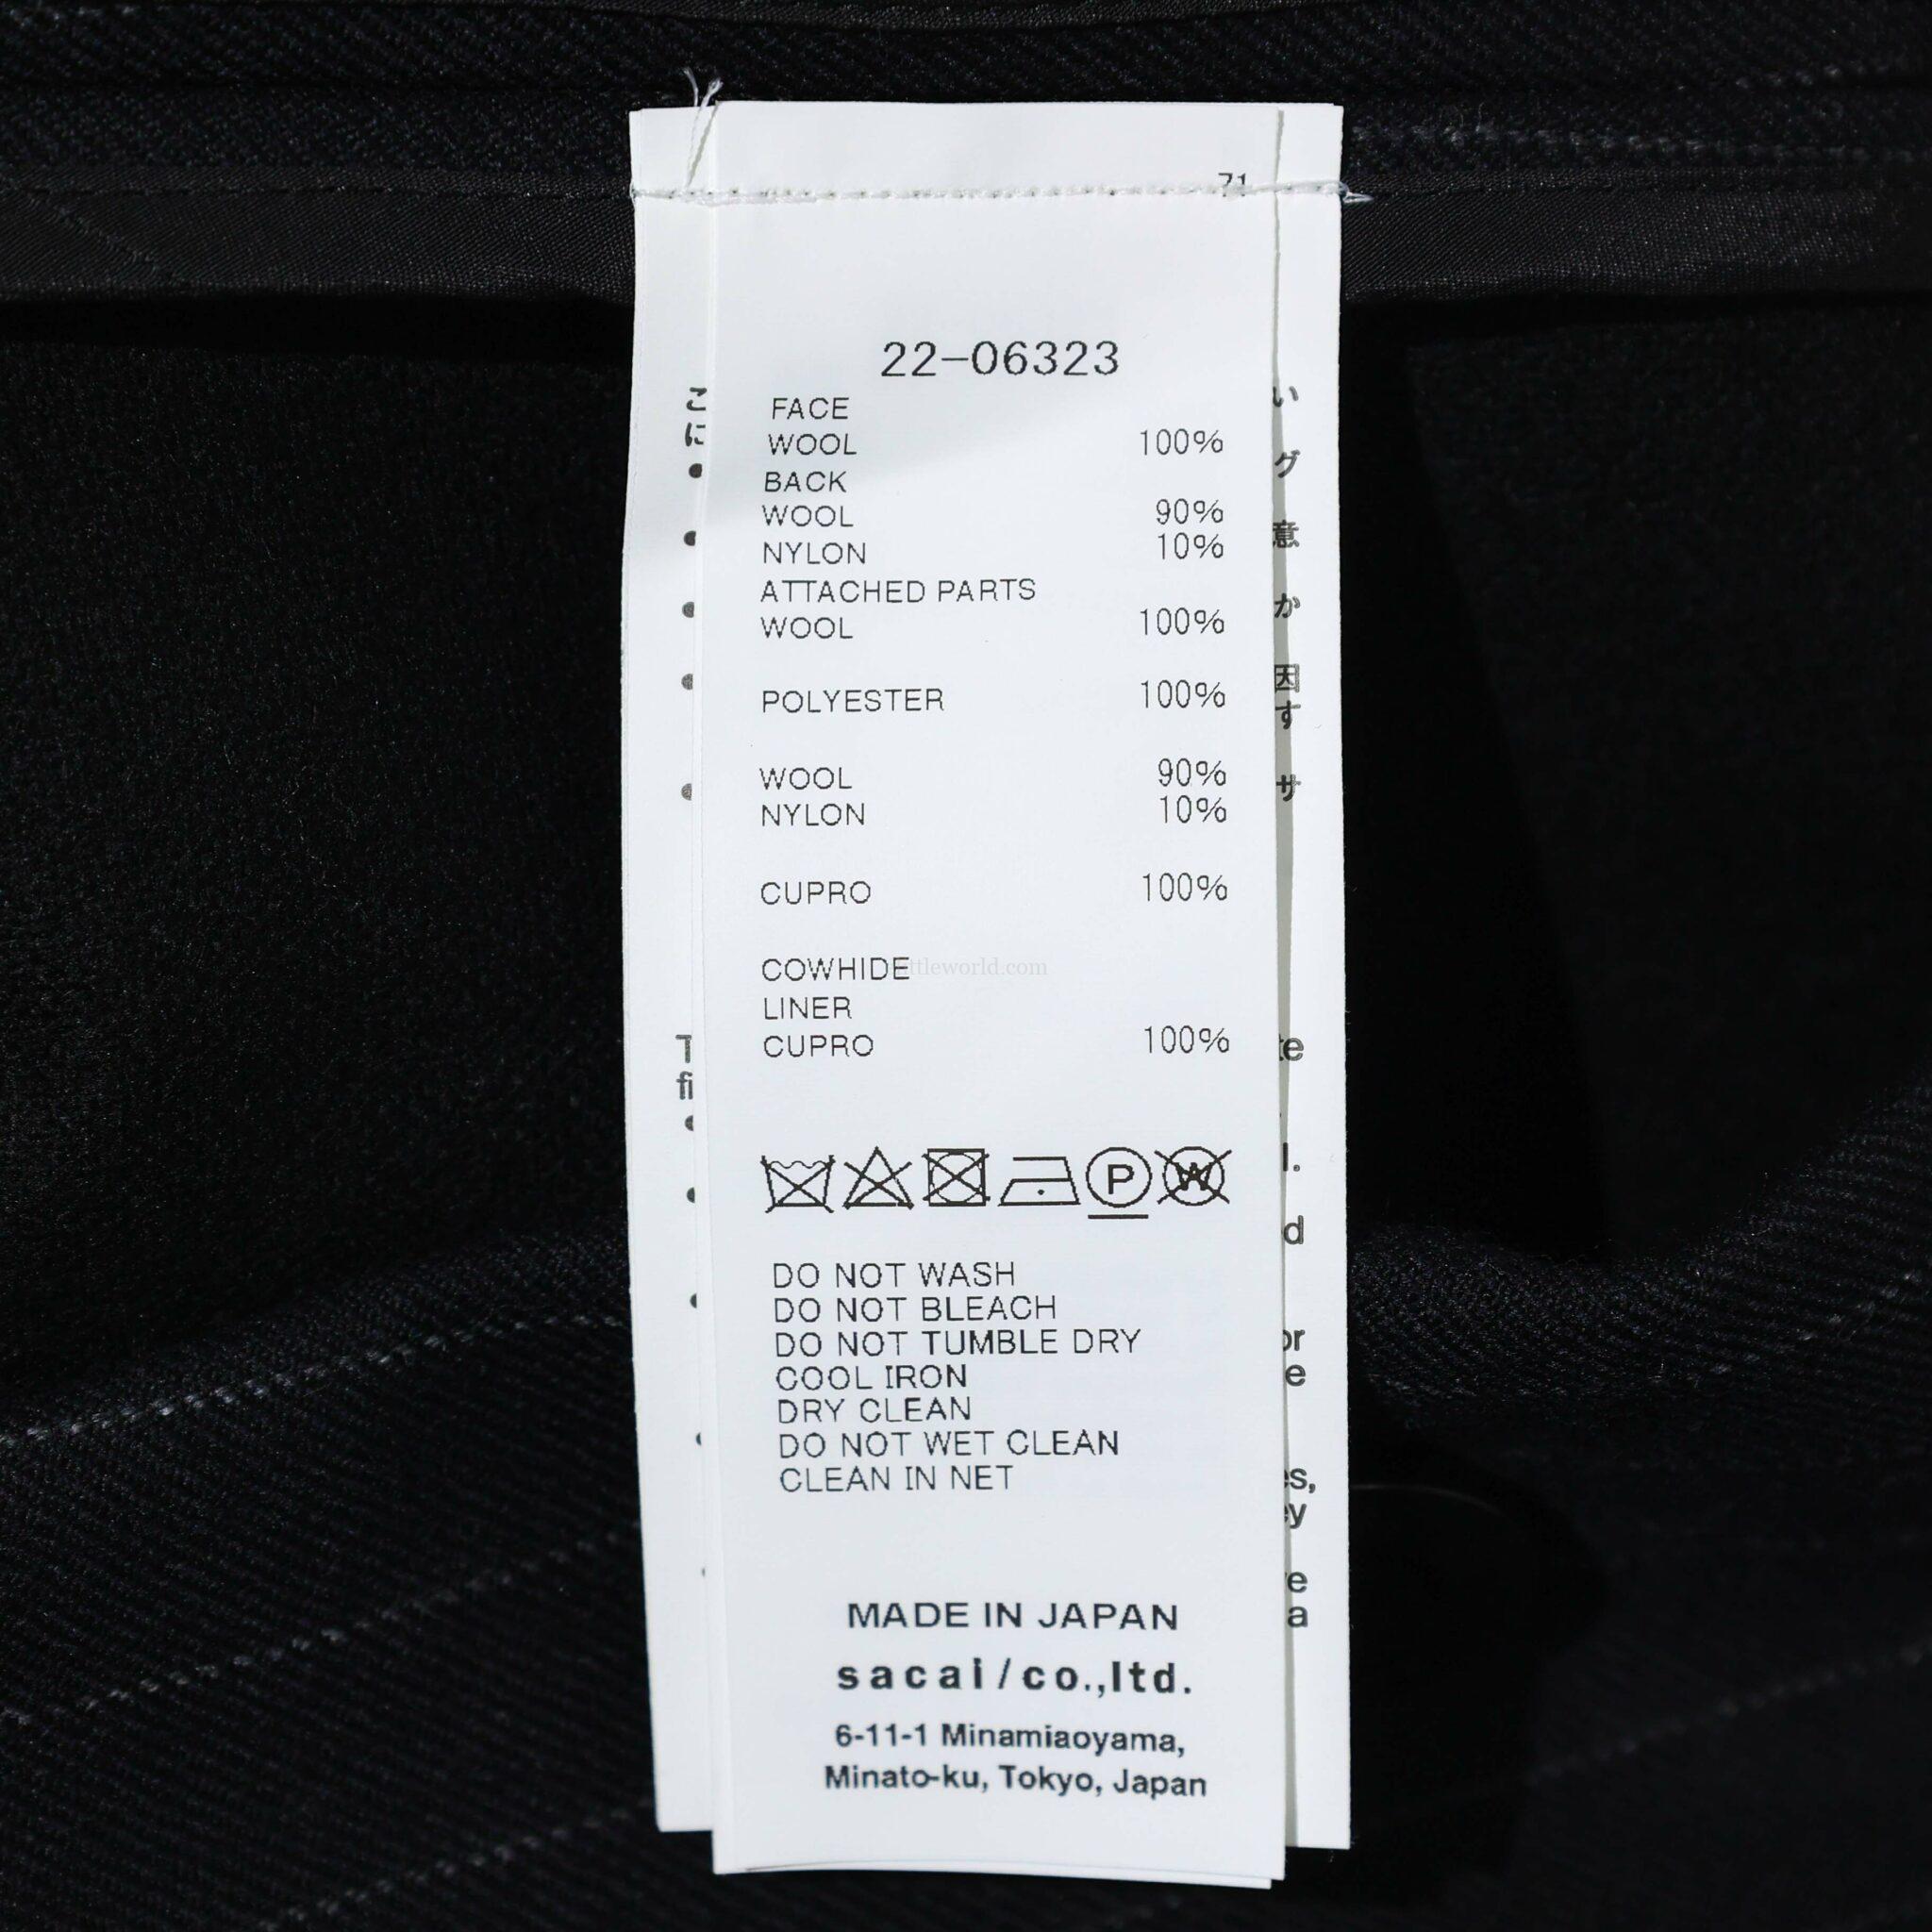 71
22-06323
FACE
WOOL 100%
BACK
WOOL 90%
NYLON 10%
ATTACHED PARTS
WOOL 100%
POLYESTER 100%
WOOL 90%
NYLON 10%
CUPRO 100%
COWHIDE
LINER
CUPRO 100%
P W
DO NOT WASH
DO NOT BLEACH
DO NOT TUMBLE DRY
COOL IRON
DRY CLEAN
DO NOT WET CLEAN
CLEAN IN NET
MADE IN JAPAN
sacai/co.,ltd.
6-11-1 Minamiaoyama,
Minato-ku, Tokyo, Japan